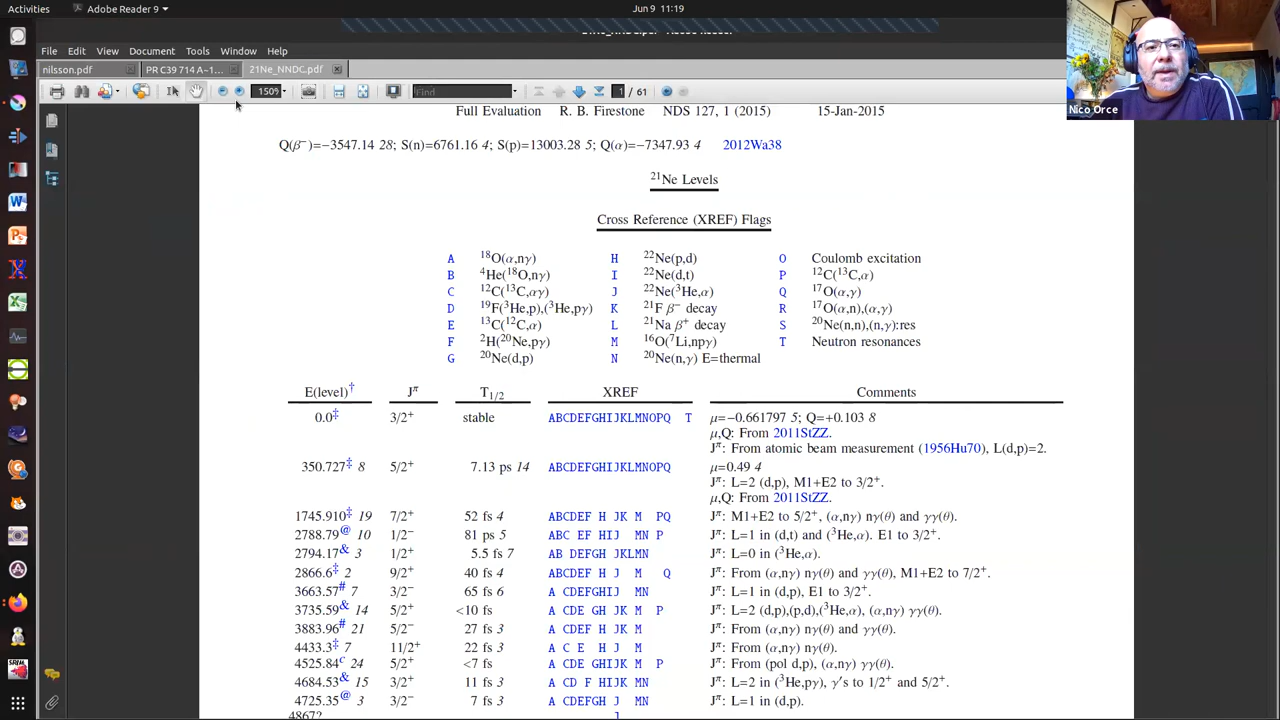 Activities Adobe Reader 9 Jun 9 11:19
File Edit View Document Tools Window Help
nilsson.pdf PR C39 714 A~1... 21Ne_NNDC.pdf
150% Find 1 / 61
Nico Orce
Full Evaluation R. B. Firestone NDS 127, 1 (2015) 15-Jan-2015
Q(β⁻)=−3547.14 28; S(n)=6761.16 4; S(p)=13003.28 5; Q(α)=−7347.93 4 2012Wa38
²¹Ne Levels
Cross Reference (XREF) Flags
A ¹⁸O(α,nγ) H ²²Ne(p,d) O Coulomb excitation
B ⁴He(¹⁸O,nγ) I ²²Ne(d,t) P ¹²C(¹³C,α)
C ¹²C(¹³C,αγ) J ²²Ne(³He,α) Q ¹⁷O(α,γ)
D ¹⁹F(³He,p),(³He,pγ) K ²¹F β⁻ decay R ¹⁷O(α,n),(α,γ)
E ¹³C(¹²C,α) L ²¹Na β⁺ decay S ²⁰Ne(n,n),(n,γ):res
F ²H(²⁰Ne,pγ) M ¹⁶O(⁷Li,npγ) T Neutron resonances
G ²⁰Ne(d,p) N ²⁰Ne(n,γ) E=thermal
E(level)† Jπ T1/2 XREF Comments
0.0‡ 3/2⁺ stable ABCDEFGHIJKLMNOPQ T μ=−0.661797 5; Q=+0.103 8
μ,Q: From 2011StZZ.
Jπ: From atomic beam measurement (1956Hu70), L(d,p)=2.
350.727‡ 8 5/2⁺ 7.13 ps 14 ABCDEFGHIJKLMNOPQ μ=0.49 4
Jπ: L=2 (d,p), M1+E2 to 3/2⁺.
μ,Q: From 2011StZZ.
1745.910‡ 19 7/2⁺ 52 fs 4 ABCDEF H JK M PQ Jπ: M1+E2 to 5/2⁺, (α,nγ) nγ(θ) and γγ(θ).
2788.79@ 10 1/2⁻ 81 ps 5 ABC EF HIJ MN P Jπ: L=1 in (d,t) and (³He,α). E1 to 3/2⁺.
2794.17& 3 1/2⁺ 5.5 fs 7 AB DEFGH JKLMN Jπ: L=0 in (³He,α).
2866.6‡ 2 9/2⁺ 40 fs 4 ABCDEF H J M Q Jπ: From (α,nγ) nγ(θ) and γγ(θ), M1+E2 to 7/2⁺.
3663.57# 7 3/2⁻ 65 fs 6 A CDEFGHIJ MN Jπ: L=1 in (d,p), E1 to 3/2⁺.
3735.59& 14 5/2⁺ <10 fs A CDE GH JK M P Jπ: L=2 (d,p),(p,d),(³He,α), (α,nγ) γγ(θ).
3883.96# 21 5/2⁻ 27 fs 3 A CDEF H JK M Jπ: From (α,nγ) nγ(θ) and γγ(θ).
4433.3‡ 7 11/2⁺ 22 fs 3 A C E H J M Jπ: From (α,nγ) nγ(θ).
4525.84c 24 5/2⁺ <7 fs A CDE GHIJK M P Jπ: From (pol d,p), (α,nγ) γγ(θ).
4684.53& 15 3/2⁺ 11 fs 3 A CD F HIJK MN Jπ: L=2 in (³He,pγ), γ's to 1/2⁺ and 5/2⁺.
4725.35@ 3 3/2⁻ 7 fs 3 A CDEFGH J MN Jπ: L=1 in (d,p).
4867? J